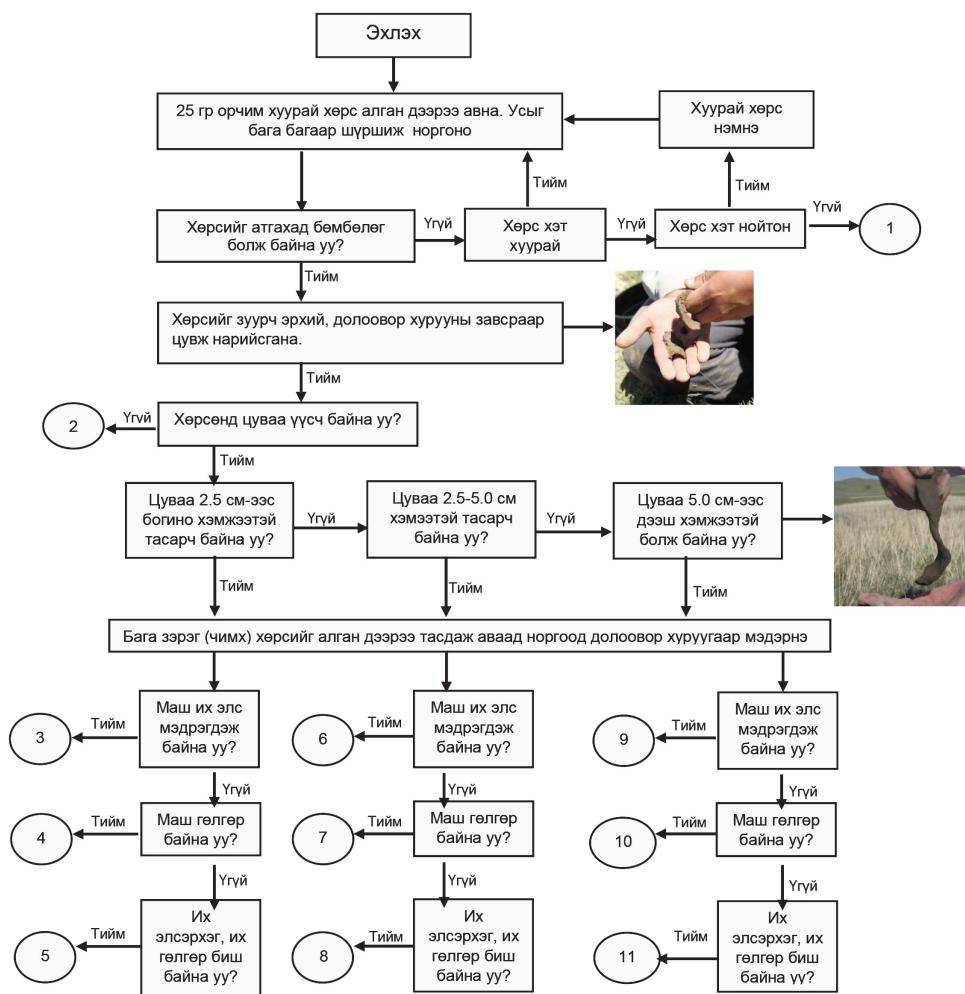 Эхлэх
25 гр орчим хуурай хөрс алган дээрээ авна. Усыг
бага багаар шүршиж норгоно
Хуурай хөрс
нэмнэ
Тийм
Тийм
Хөрсийг атгахад бөмбөлөг
болж байна уу?
Үгүй
Хөрс хэт
хуурай
Үгүй
Хөрс хэт нойтон
Үгүй
1
Тийм
Хөрсийг зуурч эрхий, долоовор хурууны завсраар
цувж нарийсгана.
Тийм
2
Үгүй
Хөрсөнд цуваа үүсч байна уу?
Тийм
Цуваа 2.5 см-ээс
богино хэмжээтэй
тасарч байна уу?
Үгүй
Цуваа 2.5-5.0 см
хэмээтэй тасарч
байна уу?
Үгүй
Цуваа 5.0 см-ээс
дээш хэмжээтэй
болж байна уу?
Тийм
Тийм
Тийм
Бага зэрэг (чимх) хөрсийг алган дээрээ тасдаж аваад норгоод долоовор хуруугаар мэдэрнэ
3
Тийм
Маш их элс
мэдрэгдэж
байна уу?
6
Тийм
Маш их элс
мэдрэгдэж
байна уу?
9
Тийм
Маш их элс
мэдрэгдэж
байна уу?
Үгүй
Үгүй
Үгүй
4
Тийм
Маш гөлгөр
байна уу?
7
Тийм
Маш гөлгөр
байна уу?
10
Тийм
Маш гөлгөр
байна уу?
Үгүй
Үгүй
Үгүй
5
Тийм
Их
элсэрхэг, их
гөлгөр биш
байна уу?
8
Тийм
Их
элсэрхэг, их
гөлгөр биш
байна уу?
11
Тийм
Их
элсэрхэг, их
гөлгөр биш
байна уу?